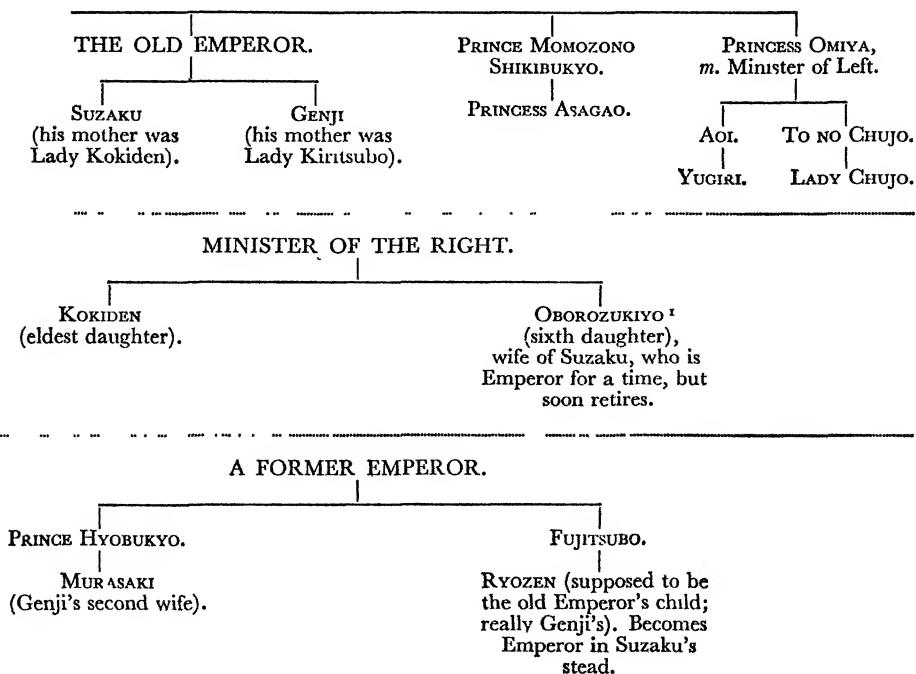 THE OLD EMPEROR.
SUZAKU
(his mother was
Lady Kokiden).
GENJI
(his mother was
Lady Kiritsubo).
PRINCE MOMOZONO
SHIKIBUKYO.
PRINCESS ASAGAO.
PRINCESS OMIYA,
m. Minister of Left.
AOI.
YUGIRI.
TO NO CHUJO.
LADY CHUJO.
MINISTER OF THE RIGHT.
KOKIDEN
(eldest daughter).
OBOROZUKIYO ¹
(sixth daughter),
wife of Suzaku, who is
Emperor for a time, but
soon retires.
A FORMER EMPEROR.
PRINCE HYOBUKYO.
MURASAKI
(Genji's second wife).
FUJITSUBO.
RYOZEN (supposed to be
the old Emperor's child;
really Genji's). Becomes
Emperor in Suzaku's
stead.